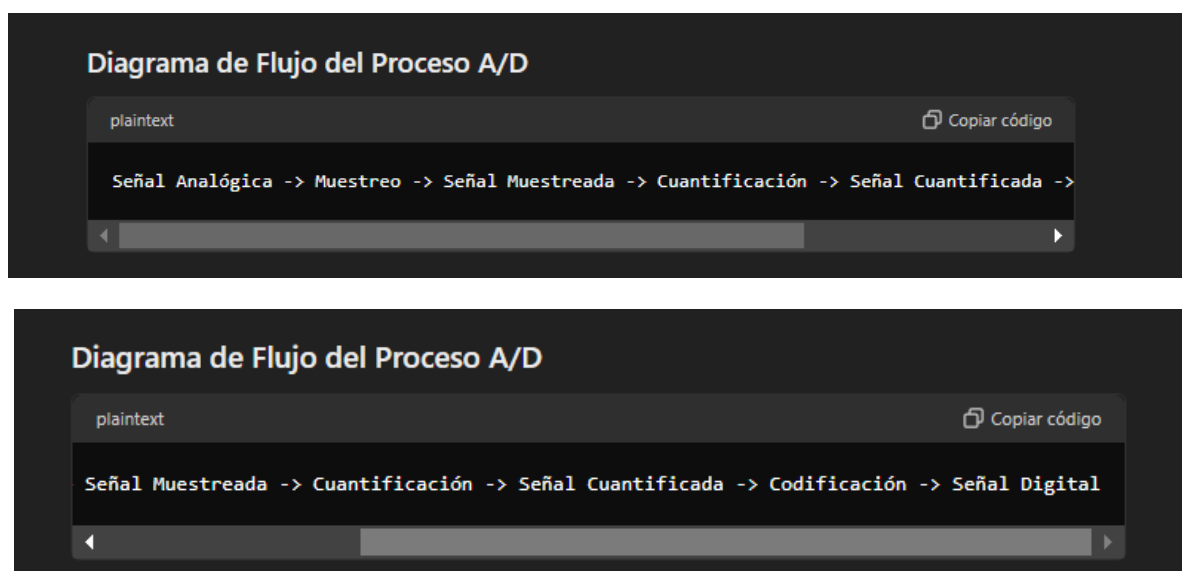 Diagrama de Flujo del Proceso A/D
plaintext Copiar código
Señal Analógica -> Muestreo -> Señal Muestreada -> Cuantificación -> Señal Cuantificada ->
Diagrama de Flujo del Proceso A/D
plaintext Copiar código
Señal Muestreada -> Cuantificación -> Señal Cuantificada -> Codificación -> Señal Digital